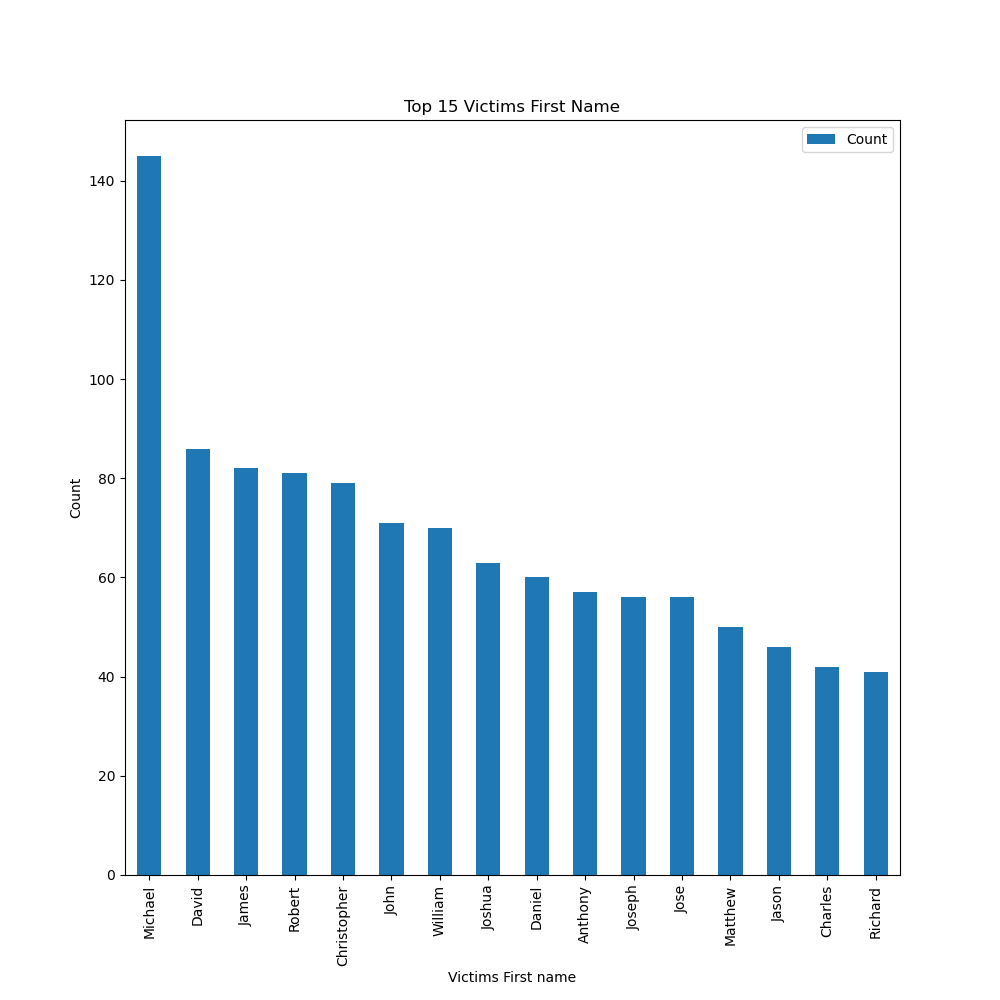 Top 15 Victims First Name
Count
140
120
100
80
60
40
20
0
Count
Michael
David
James
Robert
Christopher
John
William
Joshua
Daniel
Anthony
Joseph
Jose
Matthew
Jason
Charles
Richard
Victims First name